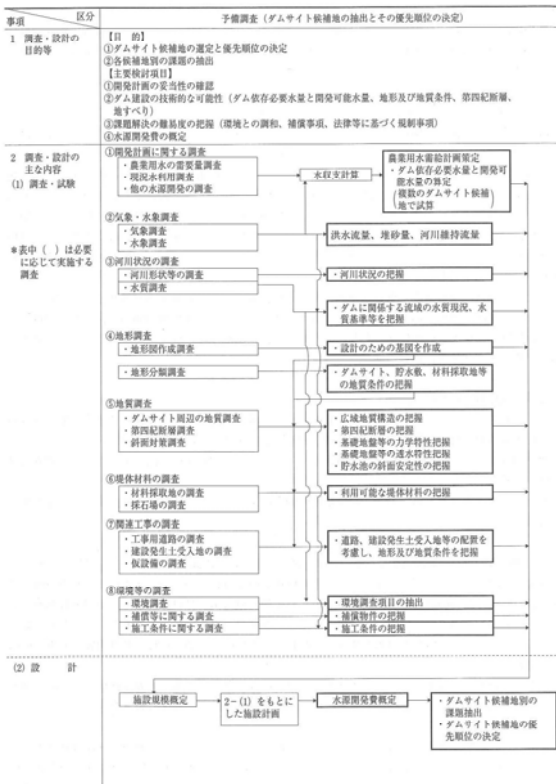 事項
区分
予備調査（ダムサイト候補地の抽出とその優先順位の決定）
1 調査・設計の
目的等
【目 的】
①ダムサイト候補地の選定と優先順位の決定
②各候補地別の課題の抽出
【主要検討項目】
①開発計画の妥当性の確認
②ダム建設の技術的な可能性（ダム依存必要水量と開発可能水量、地形及び地質条件、第四紀断層、
地すべり）
③課題解決の難易度の把握（環境との調和、補償事項、法律等に基づく規制事項）
④水源開発費の概定
2 調査・設計の
主な内容
(1) 調査・試験
＊表中（ ）は必要
に応じて実施する
調査
①開発計画に関する調査
・農業用水の需要量調査
・現況水利用調査
・他の水源開発の調査
水収支計算
農業用水需給計画策定
・ダム依存必要水量と開発可
能水量の算定
（複数のダムサイト候補
地で試算）
②気象・水象調査
・気象調査
・水象調査
洪水流量、堆砂量、河川維持流量
③河川状況の調査
・河川形状等の調査
・水質調査
・河川状況の把握
・ダムに関係する流域の水質現況、水
質基準等を把握
④地形調査
・地形図作成調査
・設計のための基図を作成
・地形分類調査
・ダムサイト、貯水敷、材料採取地等
の地質条件の把握
⑤地質調査
・ダムサイト周辺の地質調査
・第四紀断層調査
・斜面対策調査
・広域地質構造の把握
・第四紀断層の把握
・基礎地盤等の力学特性把握
・基礎地盤等の透水特性把握
・貯水池の斜面安定性の把握
⑥堤体材料の調査
・材料採取地の調査
・採石場の調査
・利用可能な堤体材料の把握
⑦関連工事の調査
・工事用道路の調査
・建設発生土受入地の調査
・仮設備の調査
・道路、建設発生土受入地等の配置を
考慮し、地形及び地質条件を把握
⑧環境等の調査
・環境調査
・補償等に関する調査
・施工条件に関する調査
・環境調査項目の抽出
・補償物件の把握
・施工条件の把握
(2) 設 計
施設規模概定
2－(1) をもとに
した施設計画
水源開発費概定
・ダムサイト候補地別の
課題抽出
・ダムサイト候補地の優
先順位の決定